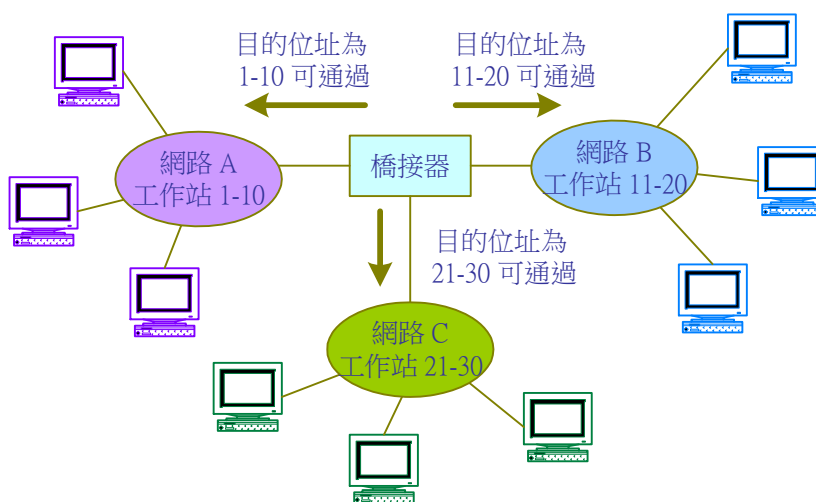 目的位址為
1-10 可通過
目的位址為
11-20 可通過
網路 A
工作站 1-10
橋接器
網路 B
工作站 11-20
目的位址為
21-30 可通過
網路 C
工作站 21-30